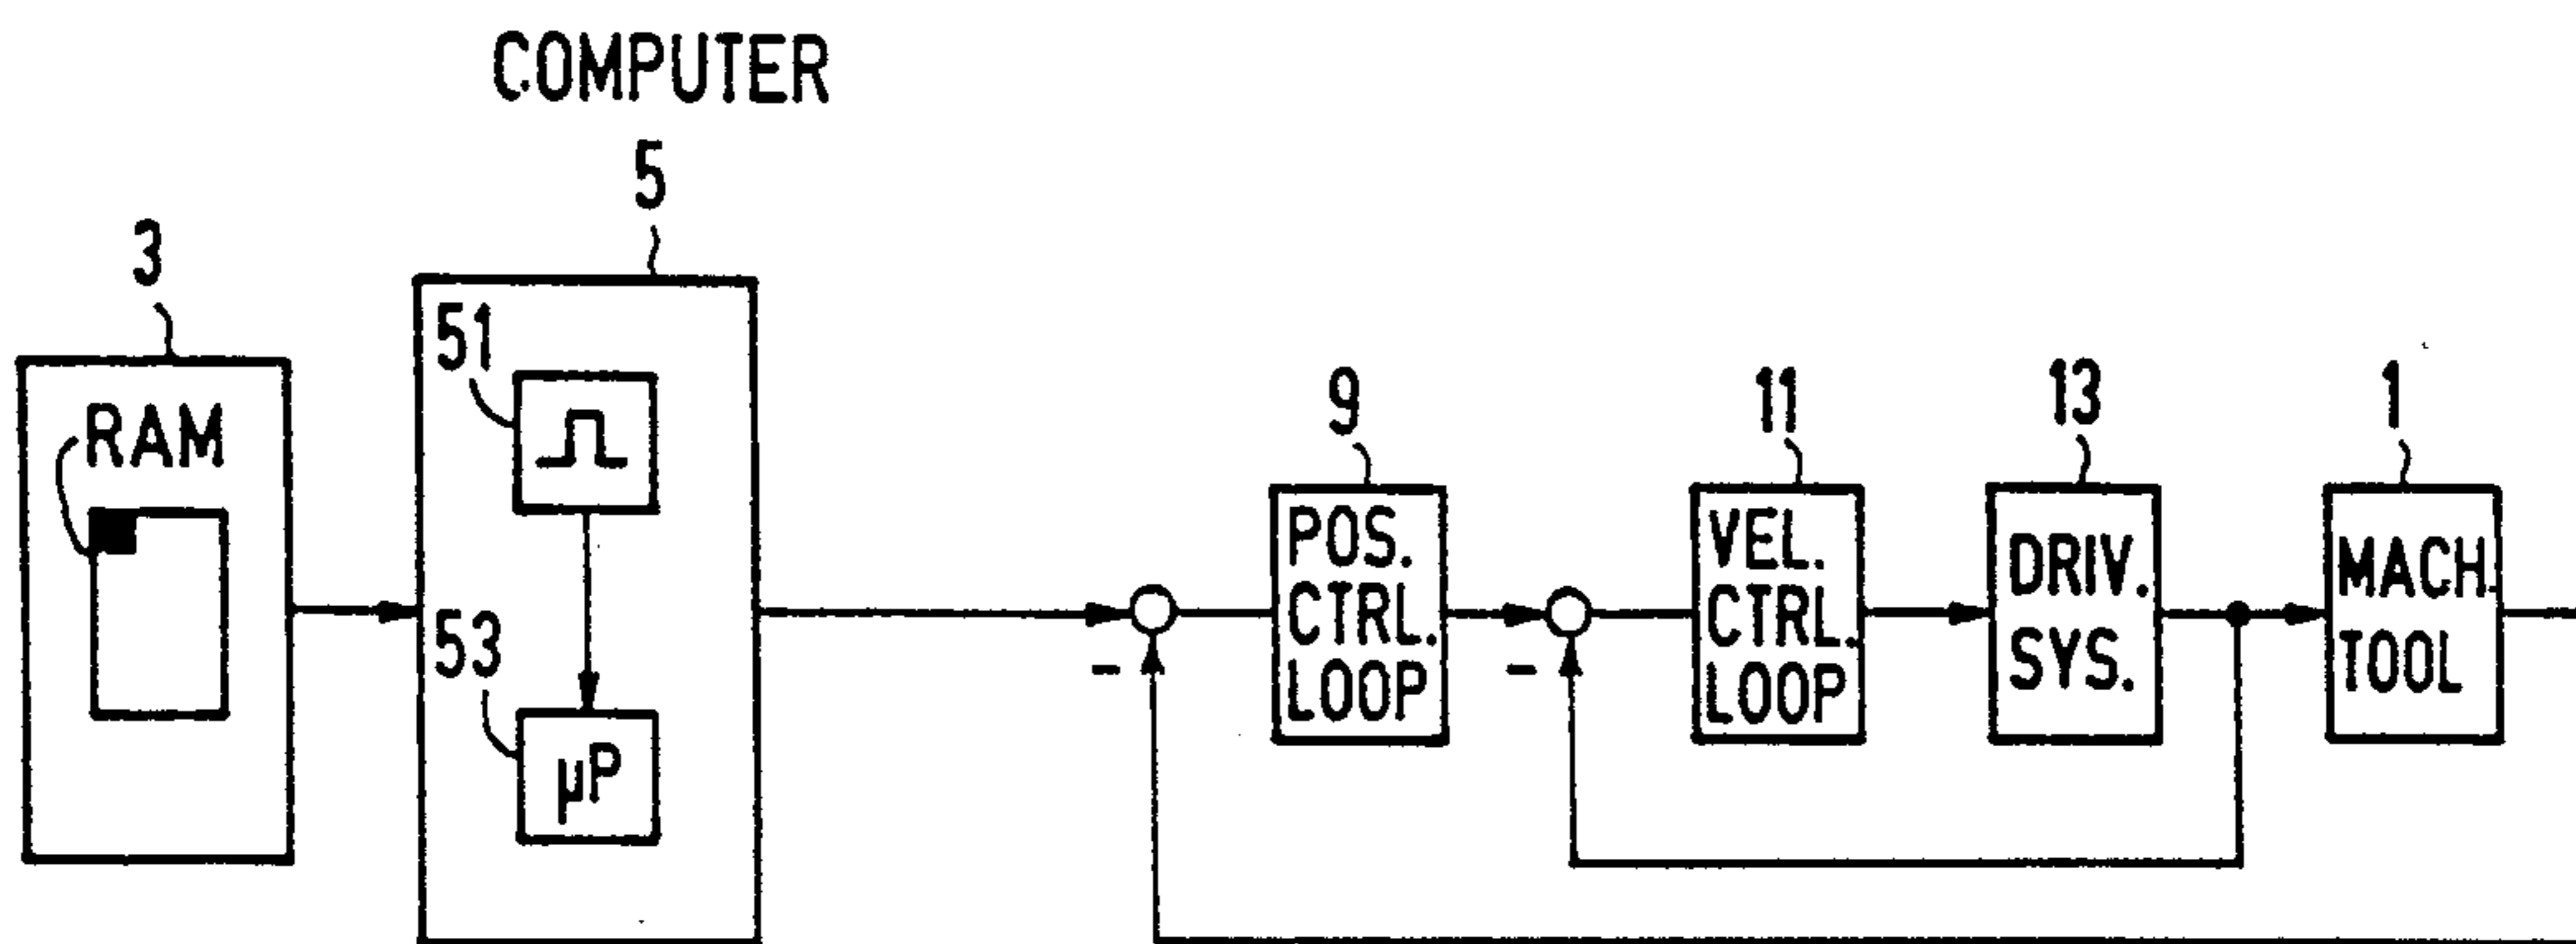 COMPUTER
5
3
51
RAM
53
µP
9
11
13
1
POS.
CTRL.
LOOP
VEL.
CTRL.
LOOP
DRIV.
SYS.
MACH.
TOOL
-
-